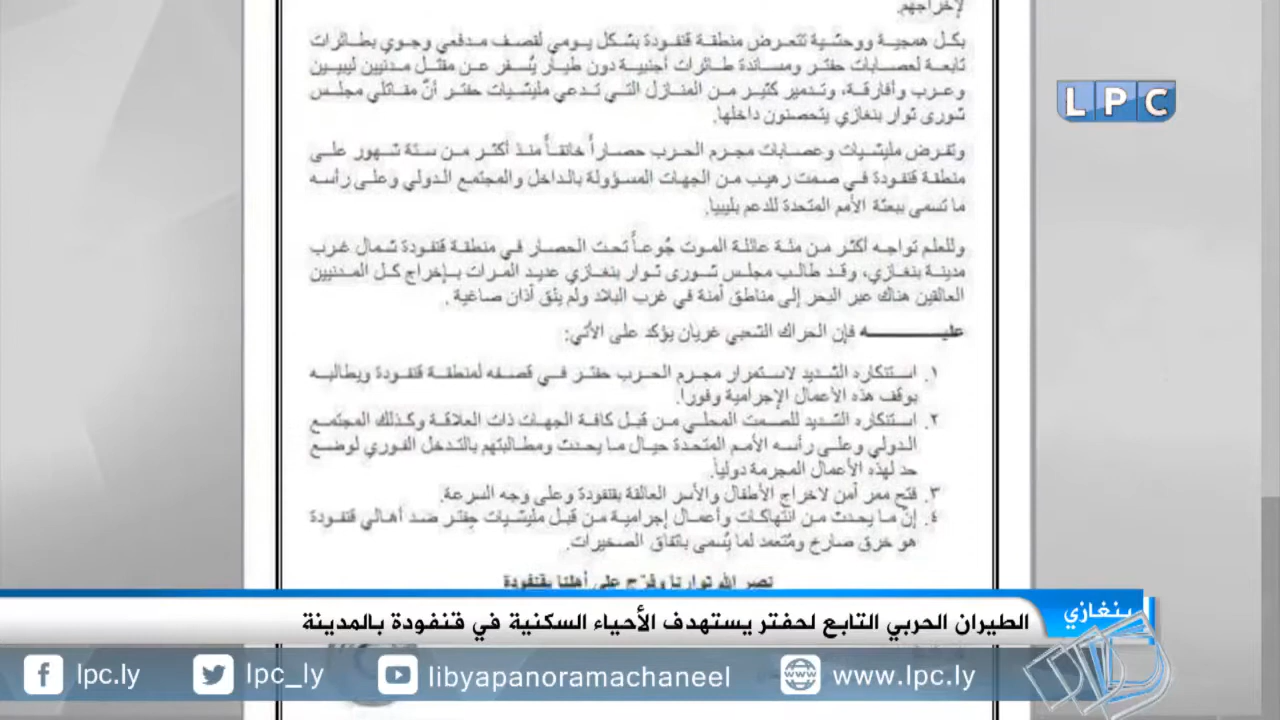 لإخراجهم.
بكل همجية ووحشية تتعرض منطقة قنفودة بشكل يومي لقصف مدفعي وجوي بطائرات
تابعة لعصابات حفتر ومساندة طائرات أجنبية دون طيار يُسفر عن مقتل مدنيين ليبيين
وعرب وأفارقة، وتدمير كثير من المنازل التي تدعي مليشيات حفتر أنّ مقاتلي مجلس
شورى ثوار بنغازي يتحصنون داخلها.
وتفرض مليشيات وعصابات مجرم الحرب حصاراً خانقاً منذ أكثر من ستة شهور على
منطقة قنفودة في صمت رهيب من الجهات المسؤولة بالداخل والمجتمع الدولي وعلى رأسه
ما تسمى ببعثة الأمم المتحدة للدعم بليبيا.
وللعلم تواجه أكثر من مئة عائلة الموت جُوعاً تحت الحصار في منطقة قنفودة شمال غرب
مدينة بنغازي، وقد طالب مجلس شورى ثوار بنغازي عديد المرات بإخراج كل المدنيين
العالقين هناك عبر البحر إلى مناطق آمنة في غرب البلاد ولم يلق آذان صاغية .
عليـــــــــه فإن الحراك الشعبي غريان يؤكد على الآتي:
١. استنكاره الشديد لاستمرار مجرم الحرب حفتر في قصفه لمنطقة قنفودة ويطالبه
بوقف هذه الأعمال الإجرامية وفورا.
٢. استنكاره الشديد للصمت المحلي من قبل كافة الجهات ذات العلاقة وكذلك المجتمع
الدولي وعلى رأسه الأمم المتحدة حيال ما يحدث ومطالبتهم بالتدخل الفوري لوضع
حد لهذه الأعمال المجرمة دولياً.
٣. فتح ممر آمن لاخراج الأطفال والأسر العالقة بقنفودة وعلى وجه السرعة.
٤. إنّ ما يحدث من انتهاكات وأعمال إجرامية من قبل مليشيات حفتر ضد أهالي قنفودة
هو خرق صارخ ومُتعمد لما يُسمى باتفاق الصخيرات.
نصر الله ثوارنا وفرّج على أهلنا بقنفودة
LPC
بنغازي
الطيران الحربي التابع لحفتر يستهدف الأحياء السكنية في قنفودة بالمدينة
lpc.ly
lpc_ly
libyapanoramachaneel
www.lpc.ly